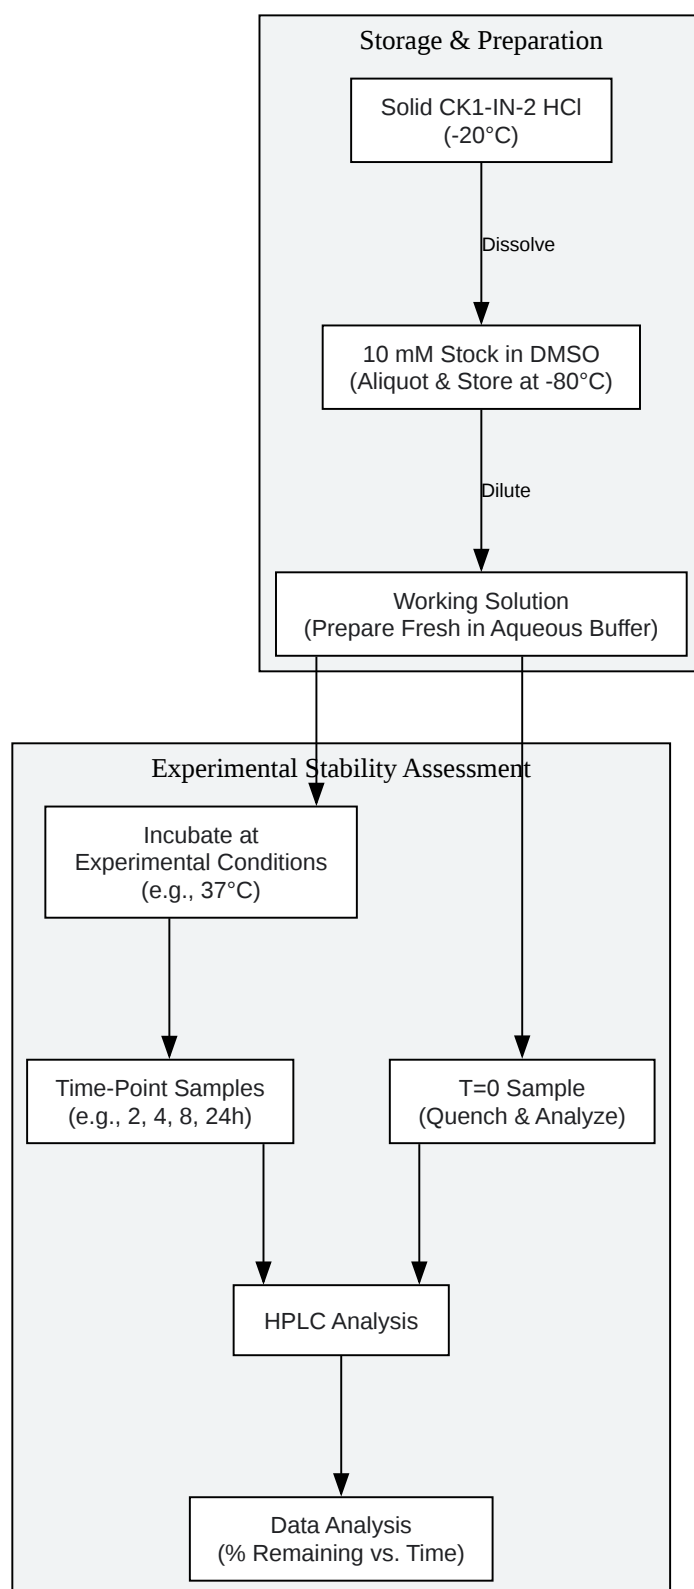 Storage & Preparation
Solid CK1-IN-2 HCl
(-20°C)
Dissolve
10 mM Stock in DMSO
(Aliquot & Store at -80°C)
Dilute
Working Solution
(Prepare Fresh in Aqueous Buffer)
Experimental Stability Assessment
Incubate at
Experimental Conditions
(e.g., 37°C)
Time-Point Samples
(e.g., 2, 4, 8, 24h)
T=0 Sample
(Quench & Analyze)
HPLC Analysis
Data Analysis
(% Remaining vs. Time)